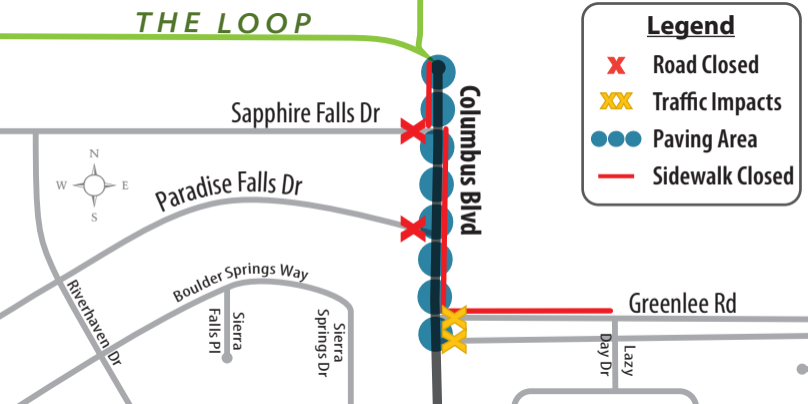 THE LOOP
Legend
Road Closed
Traffic Impacts
Paving Area
Sidewalk Closed
Sapphire Falls Dr
Columbus Blvd
N
W E
S
Paradise Falls Dr
Boulder Springs Way
Riverhaven Dr
Sierra
Falls Pl
Sierra
Springs Dr
Greenlee Rd
Lazy
Day Dr